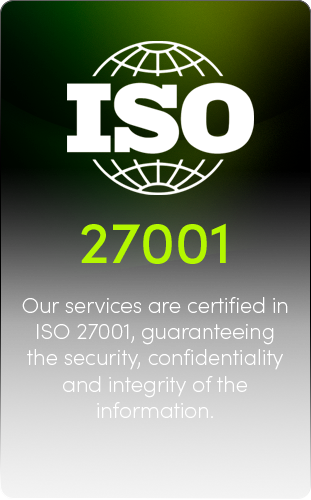 ISO
27001
Our services are certified in
ISO 27001, guaranteeing
the security, confidentiality
and integrity of the
information.